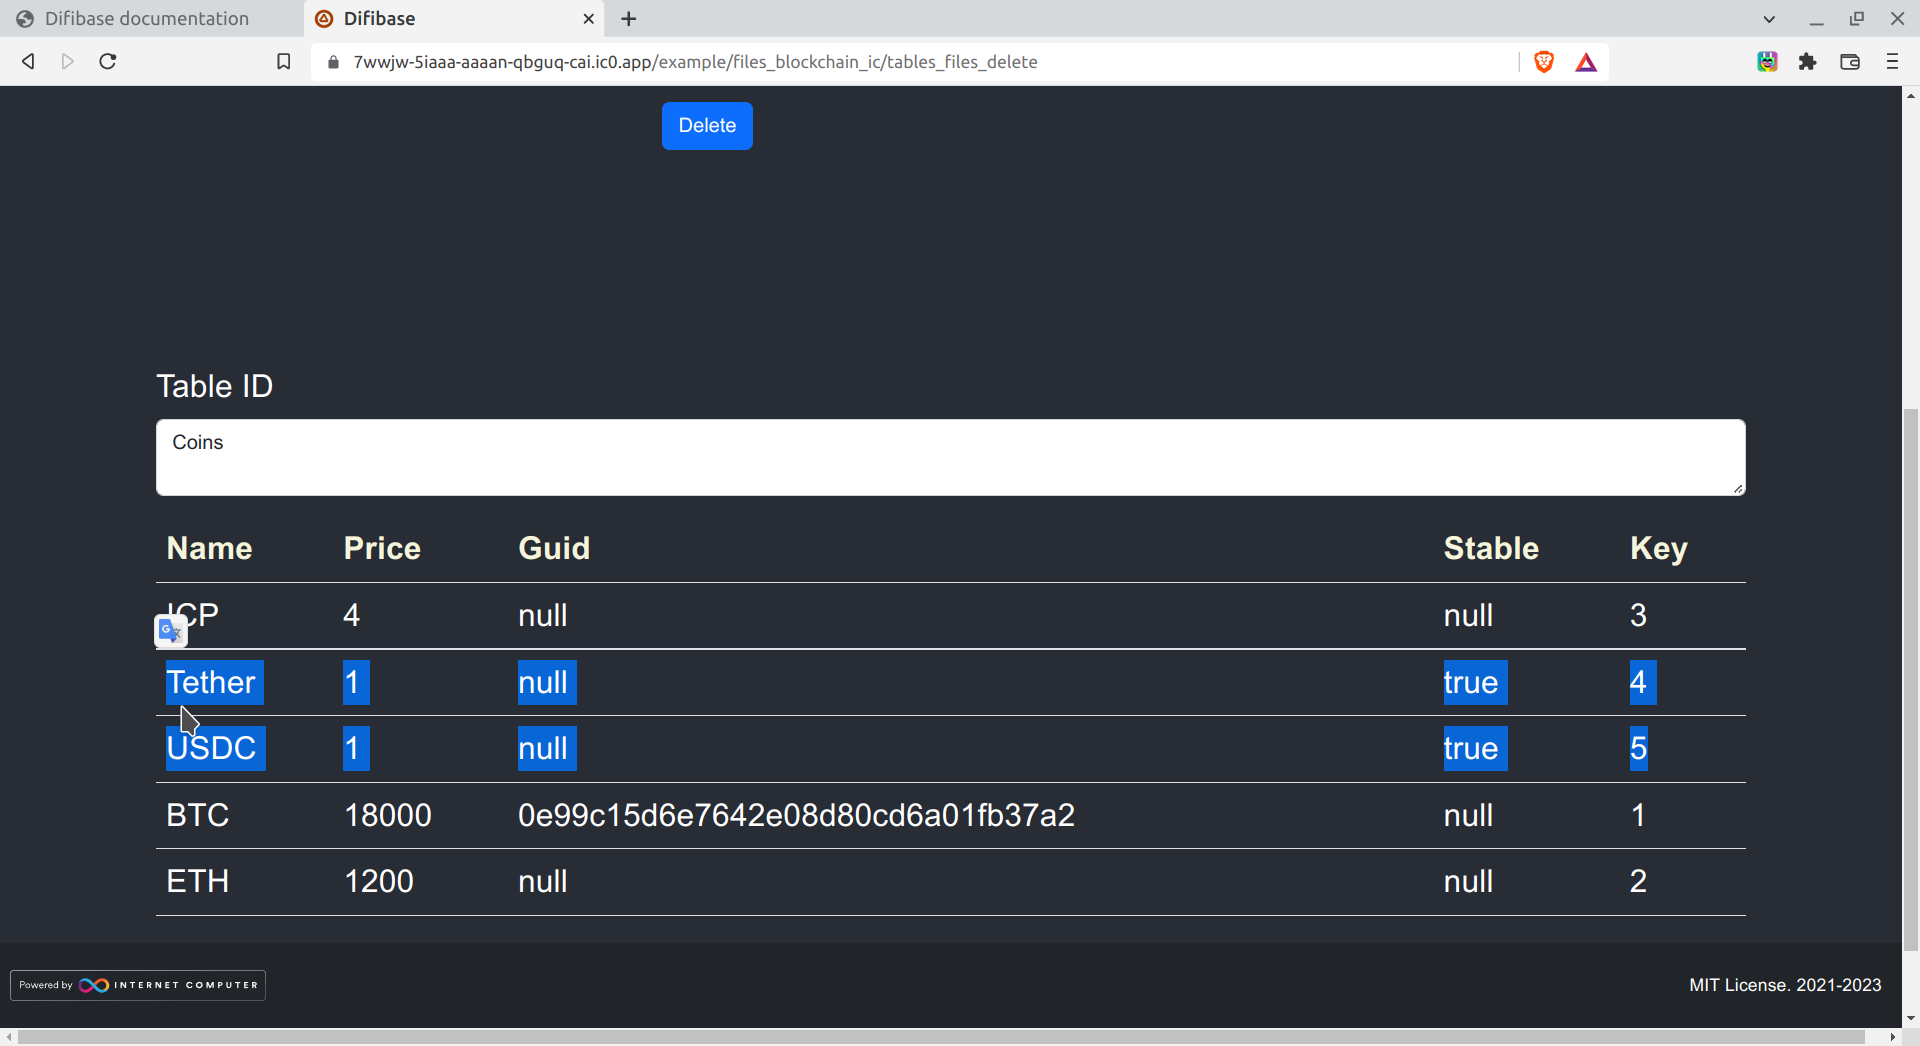 Difibase documentation
Difibase
7wwjw-5iaaa-aaaan-qbguq-cai.ic0.app/example/files_blockchain_ic/tables_files_delete
Delete
Table ID
Coins
Name Price Guid Stable Key
ICP 4 null null 3
Tether 1 null true 4
USDC 1 null true 5
BTC 18000 0e99c15d6e7642e08d80cd6a01fb37a2 null 1
ETH 1200 null null 2
Powered by INTERNET COMPUTER
MIT License. 2021-2023